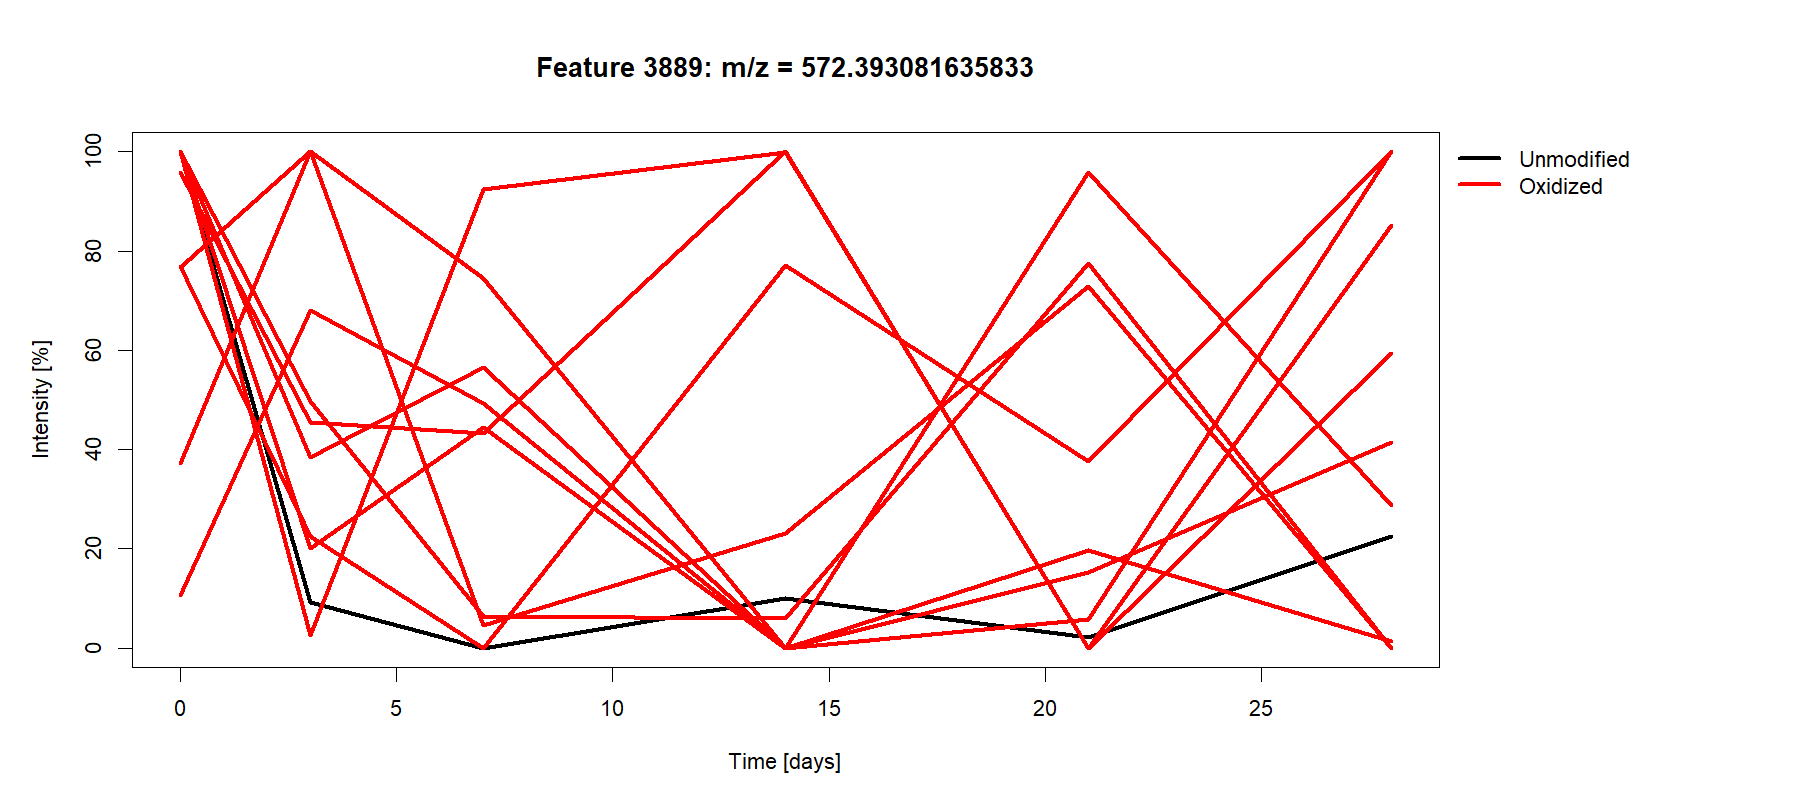 Feature 3889: m/z = 572.393081635833
Unmodified
Oxidized
Intensity [%]
100
80
60
40
20
0
0 5 10 15 20 25
Time [days]